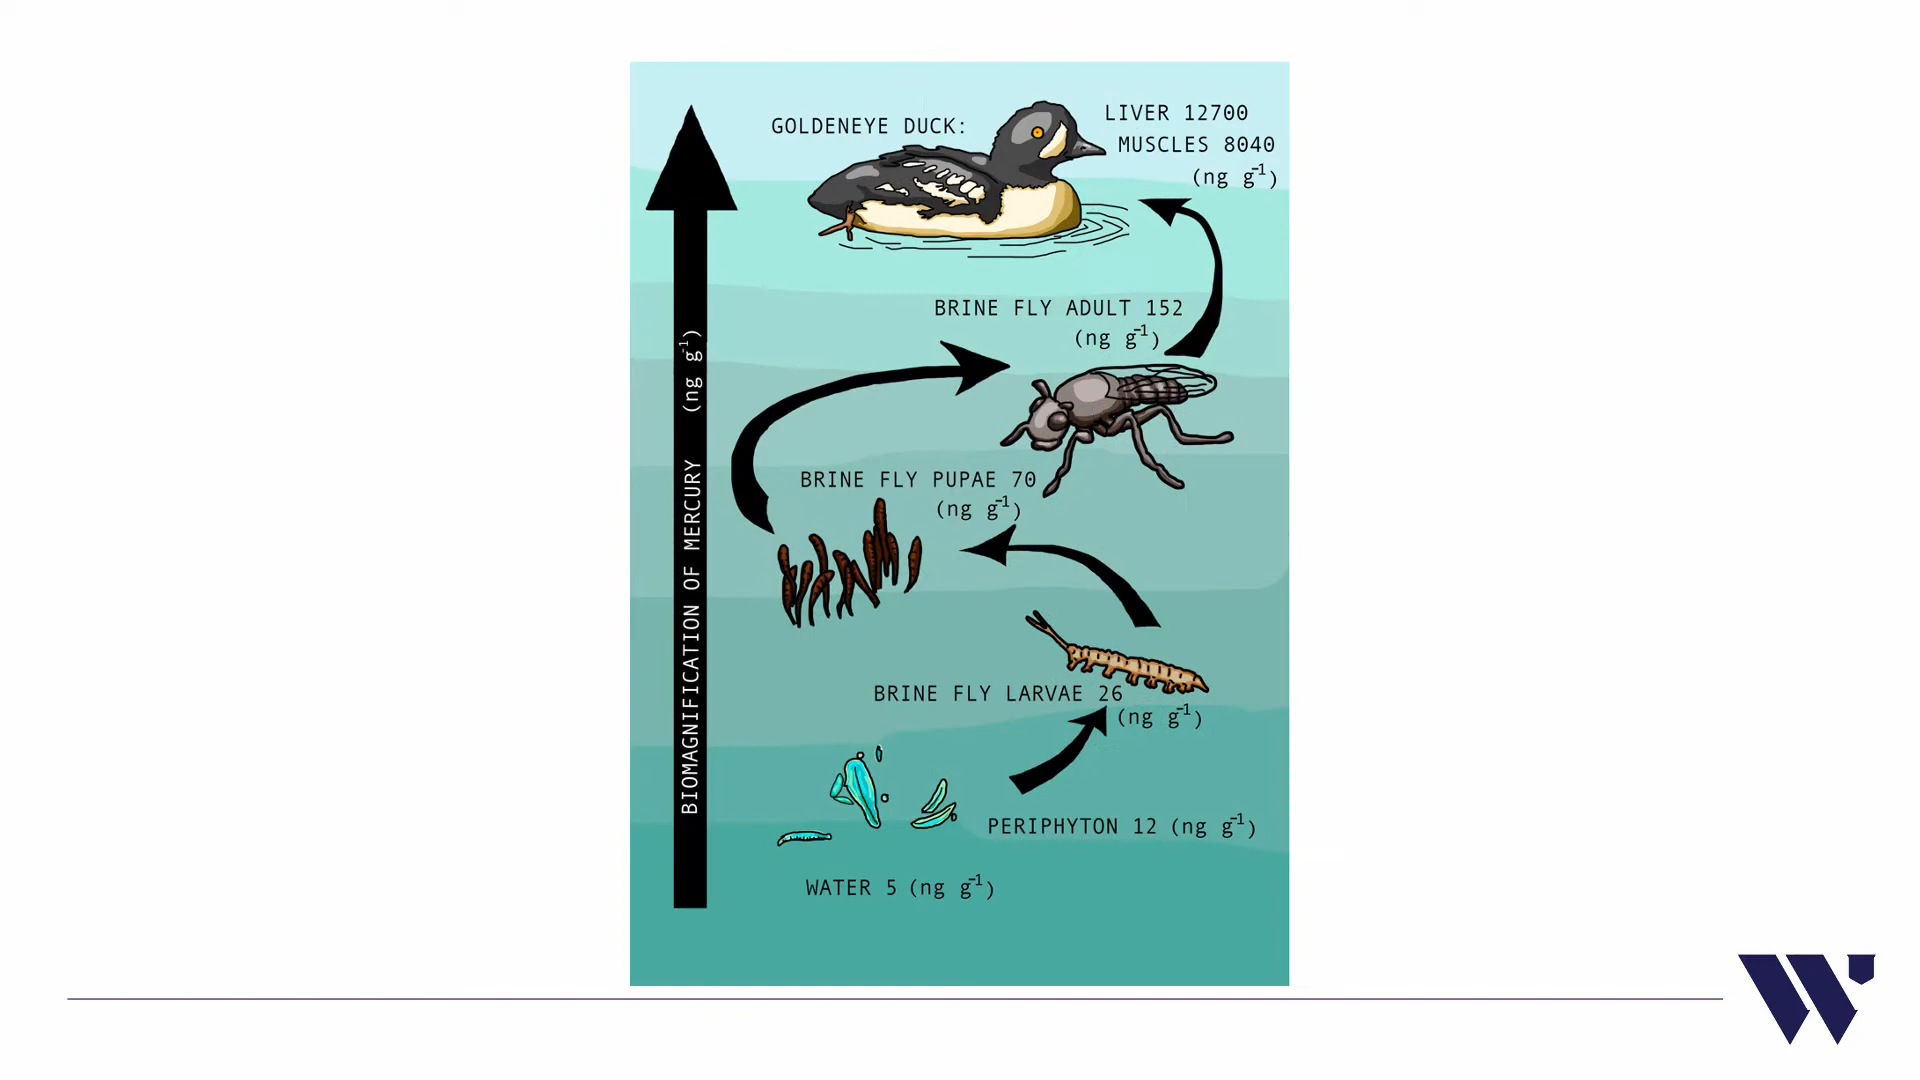 GOLDENEYE DUCK:
LIVER 12700
MUSCLES 8040
(ng g⁻¹)
BRINE FLY ADULT 152
(ng g⁻¹)
BRINE FLY PUPAE 70
(ng g⁻¹)
BRINE FLY LARVAE 26
(ng g⁻¹)
PERIPHYTON 12 (ng g⁻¹)
WATER 5 (ng g⁻¹)
BIOMAGNIFICATION OF MERCURY (ng g⁻¹)
W